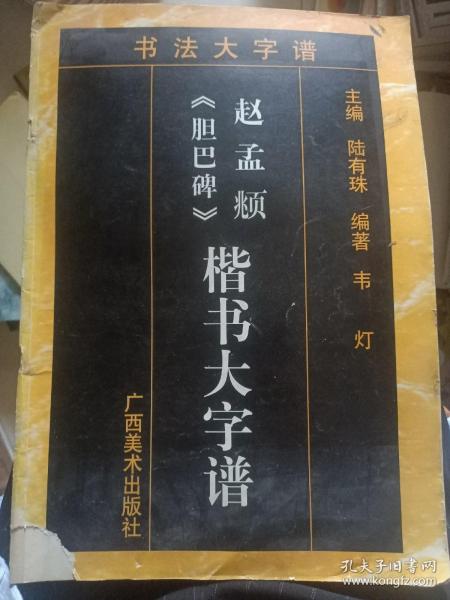 书法大字谱
主编 陆有珠 编著 韦 灯
赵孟頫
《胆巴碑》
楷书大字谱
广西美术出版社
孔夫子旧书网
www.kongfz.com